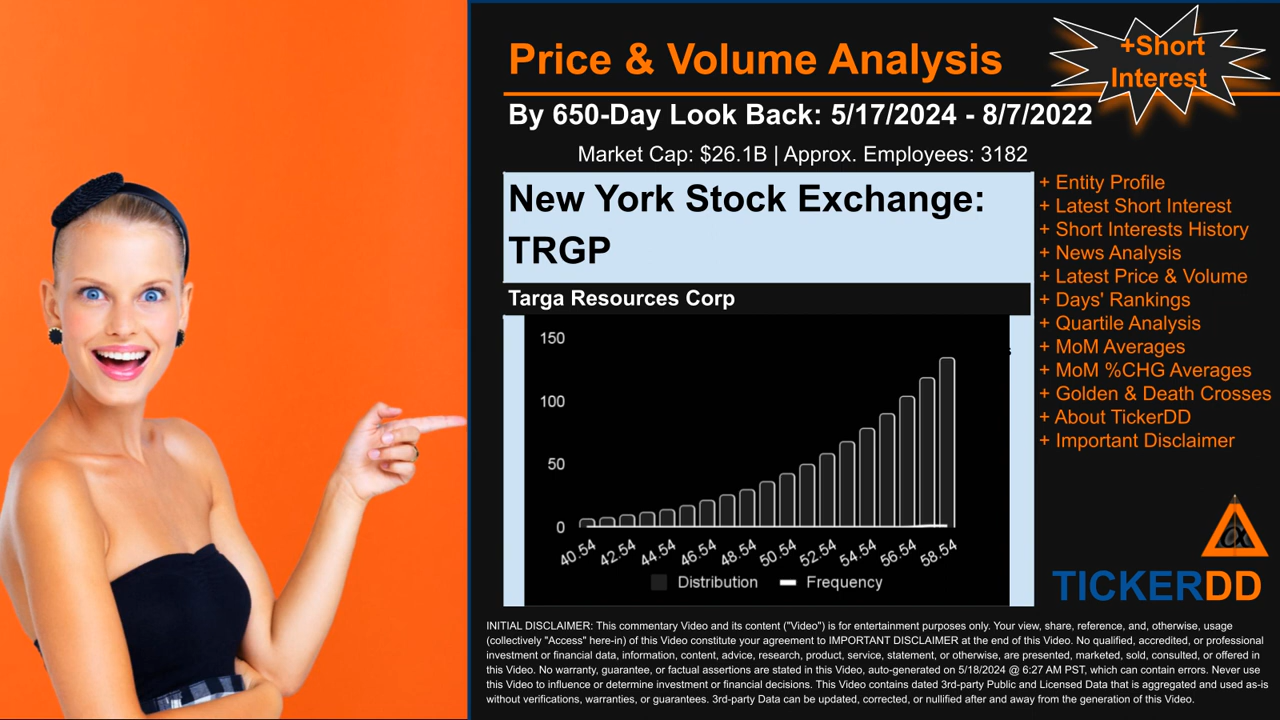 Price & Volume Analysis
+Short
Interest
By 650-Day Look Back: 5/17/2024 - 8/7/2022
Market Cap: $26.1B | Approx. Employees: 3182
New York Stock Exchange:
TRGP
Targa Resources Corp
150
100
50
0
40.54 42.54 44.54 46.54 48.54 50.54 52.54 54.54 56.54 58.54
Distribution Frequency
+ Entity Profile
+ Latest Short Interest
+ Short Interests History
+ News Analysis
+ Latest Price & Volume
+ Days' Rankings
+ Quartile Analysis
+ MoM Averages
+ MoM %CHG Averages
+ Golden & Death Crosses
+ About TickerDD
+ Important Disclaimer
TICKERDD
INITIAL DISCLAIMER: This commentary Video and its content ("Video") is for entertainment purposes only. Your view, share, reference, and, otherwise, usage
(collectively "Access" here-in) of this Video constitute your agreement to IMPORTANT DISCLAIMER at the end of this Video. No qualified, accredited, or professional
investment or financial data, information, content, advice, research, product, service, statement, or otherwise, are presented, marketed, sold, consulted, or offered in
this Video. No warranty, guarantee, or factual assertions are stated in this Video, auto-generated on 5/18/2024 @ 6:27 AM PST, which can contain errors. Never use
this Video to influence or determine investment or financial decisions. This Video contains dated 3rd-party Public and Licensed Data that is aggregated and used as-is
without verifications, warranties, or guarantees. 3rd-party Data can be updated, corrected, or nullified after and away from the generation of this Video.